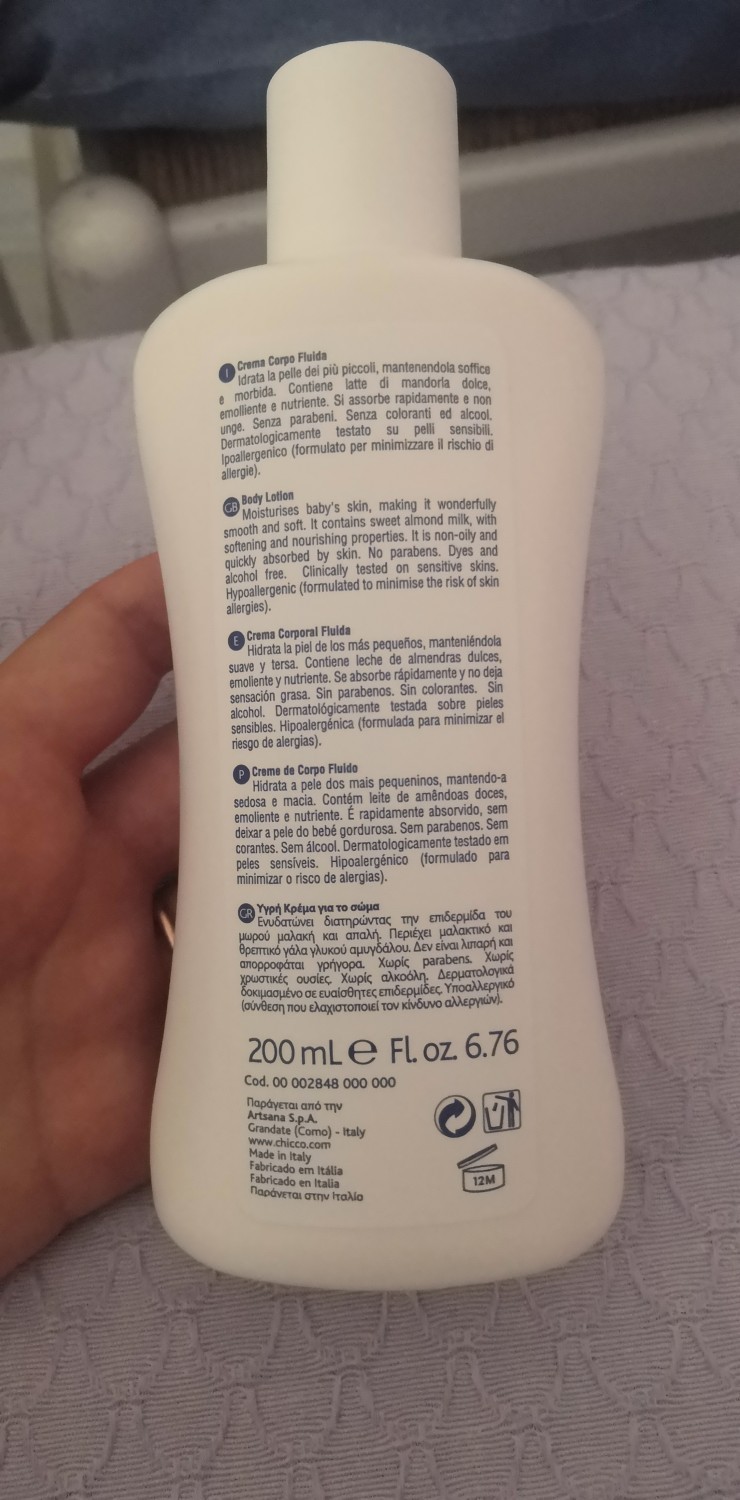 I Crema Corpo Fluida
Idrata la pelle dei più piccoli, mantenendola soffice
e morbida. Contiene latte di mandorla dolce,
emolliente e nutriente. Si assorbe rapidamente e non
unge. Senza parabeni. Senza coloranti ed alcool.
Dermatologicamente testato su pelli sensibili.
Ipoallergenico (formulato per minimizzare il rischio di
allergie).
GB Body Lotion
Moisturises baby's skin, making it wonderfully
smooth and soft. It contains sweet almond milk, with
softening and nourishing properties. It is non-oily and
quickly absorbed by skin. No parabens. Dyes and
alcohol free. Clinically tested on sensitive skins.
Hypoallergenic (formulated to minimise the risk of skin
allergies).
E Crema Corporal Fluida
Hidrata la piel de los más pequeños, manteniéndola
suave y tersa. Contiene leche de almendras dulces,
emoliente y nutriente. Se absorbe rápidamente y no deja
sensación grasa. Sin parabenos. Sin colorantes. Sin
alcohol. Dermatológicamente testada sobre pieles
sensibles. Hipoalergénica (formulada para minimizar el
riesgo de alergias).
P Creme de Corpo Fluido
Hidrata a pele dos mais pequeninos, mantendo-a
sedosa e macia. Contém leite de amêndoas doces,
emoliente e nutriente. É rapidamente absorvido, sem
deixar a pele do bebé gordurosa. Sem parabenos. Sem
corantes. Sem álcool. Dermatologicamente testado em
peles sensíveis. Hipoalergénico (formulado para
minimizar o risco de alergias).
GR Υγρή Κρέμα για το σώμα
Ενυδατώνει διατηρώντας την επιδερμίδα του
μωρού μαλακή και απαλή. Περιέχει μαλακτικό και
θρεπτικό γάλα γλυκού αμυγδάλου. Δεν είναι λιπαρή και
απορροφάται γρήγορα. Χωρίς parabens. Χωρίς
χρωστικές ουσίες. Χωρίς αλκοόλη. Δερματολογικά
δοκιμασμένο σε ευαίσθητες επιδερμίδες. Υποαλλεργικό
(σύνθεση που ελαχιστοποιεί τον κίνδυνο αλλεργιών).
200 mL ℮ Fl. oz. 6.76
Cod. 00 002848 000 000
Παράγεται από την
Artsana S.p.A.
Grandate (Como) - Italy
www.chicco.com
Made in Italy
Fabricado em Itália
Fabricado en Italia
Παράγεται στην Ιταλία
12M